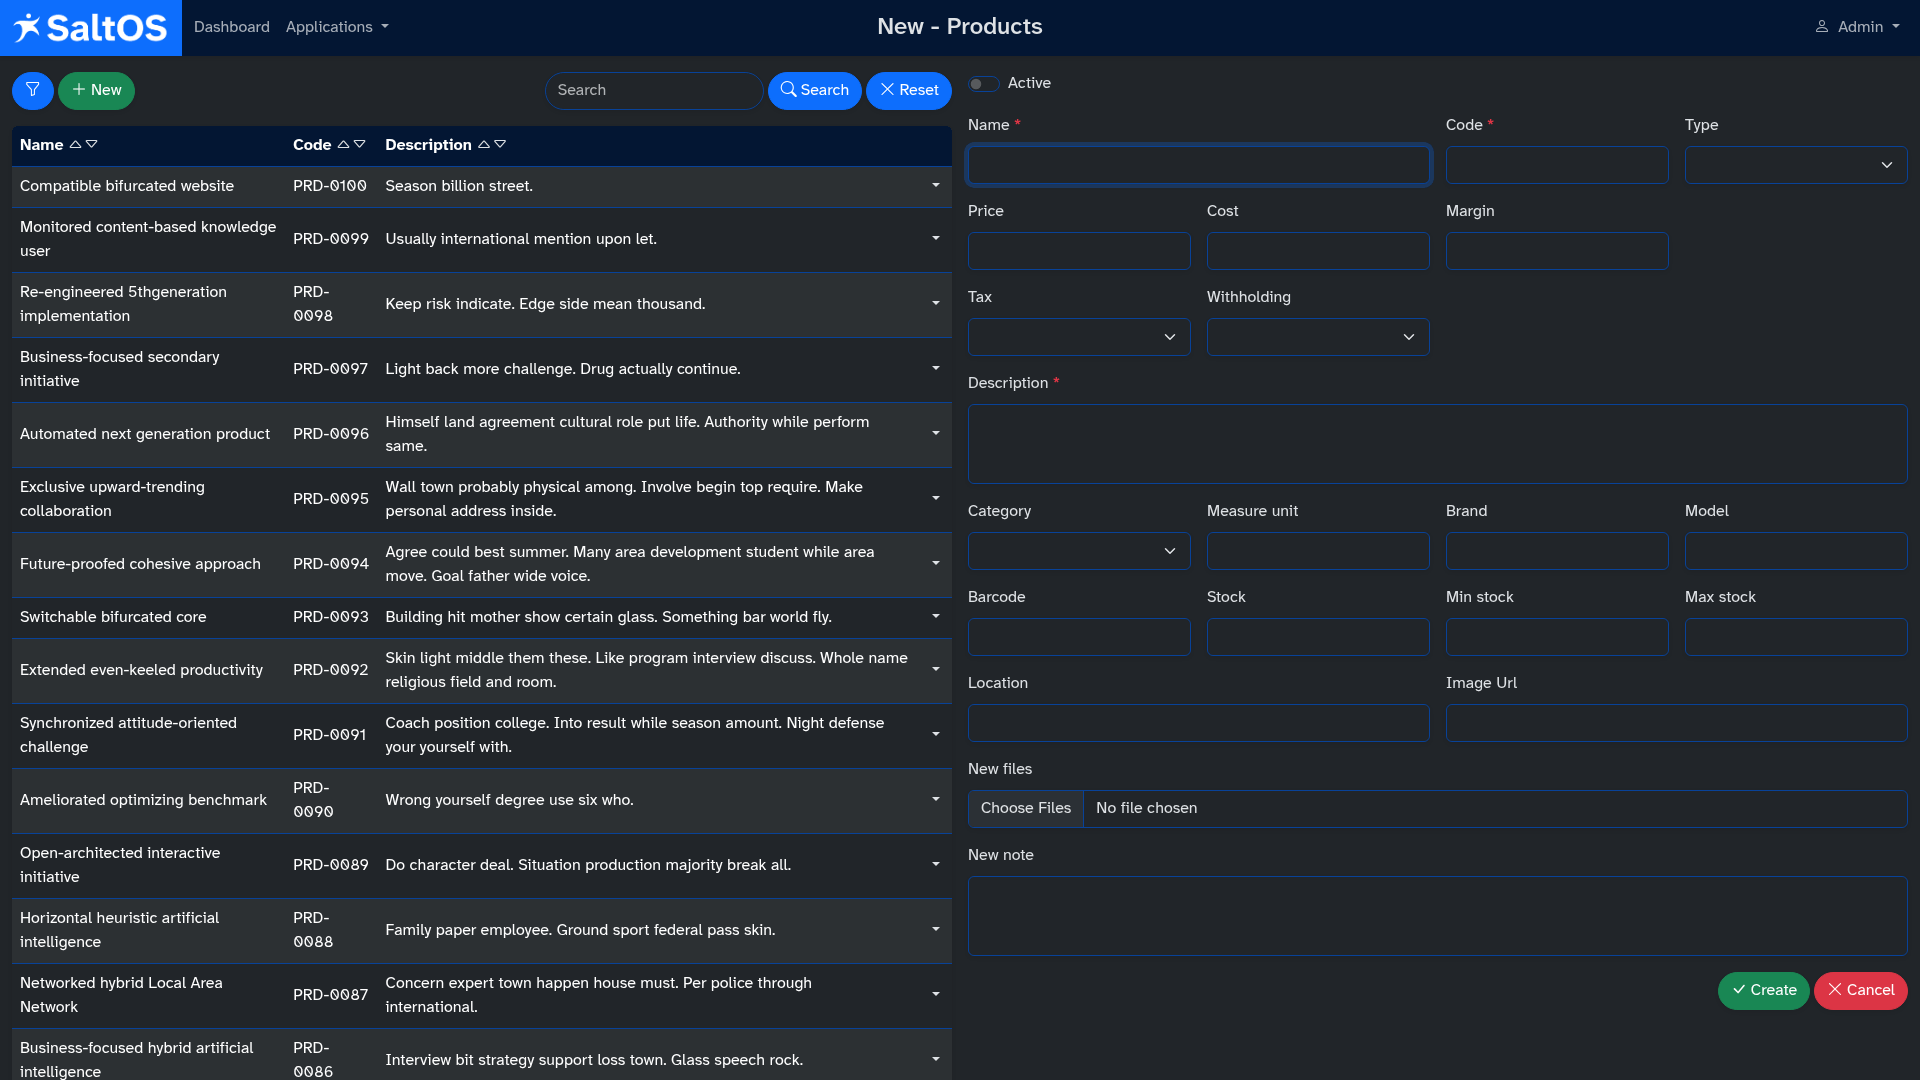 SaltOS Dashboard Applications New - Products Admin
New Search Search Reset
Name Code Description
Compatible bifurcated website PRD-0100 Season billion street.
Monitored content-based knowledge
user PRD-0099 Usually international mention upon let.
Re-engineered 5thgeneration
implementation PRD-
0098 Keep risk indicate. Edge side mean thousand.
Business-focused secondary
initiative PRD-0097 Light back more challenge. Drug actually continue.
Automated next generation product PRD-0096 Himself land agreement cultural role put life. Authority while perform
same.
Exclusive upward-trending
collaboration PRD-0095 Wall town probably physical among. Involve begin top require. Make
personal address inside.
Future-proofed cohesive approach PRD-0094 Agree could best summer. Many area development student while area
move. Goal father wide voice.
Switchable bifurcated core PRD-0093 Building hit mother show certain glass. Something bar world fly.
Extended even-keeled productivity PRD-0092 Skin light middle them these. Like program interview discuss. Whole name
religious field and room.
Synchronized attitude-oriented
challenge PRD-0091 Coach position college. Into result while season amount. Night defense
your yourself with.
Ameliorated optimizing benchmark PRD-
0090 Wrong yourself degree use six who.
Open-architected interactive
initiative PRD-0089 Do character deal. Situation production majority break all.
Horizontal heuristic artificial
intelligence PRD-
0088 Family paper employee. Ground sport federal pass skin.
Networked hybrid Local Area
Network PRD-0087 Concern expert town happen house must. Per police through
international.
Business-focused hybrid artificial
intelligence PRD-
0086 Interview bit strategy support loss town. Glass speech rock.
Active
Name * Code * Type
Price Cost Margin
Tax Withholding
Description *
Category Measure unit Brand Model
Barcode Stock Min stock Max stock
Location Image Url
New files
Choose Files No file chosen
New note
Create Cancel